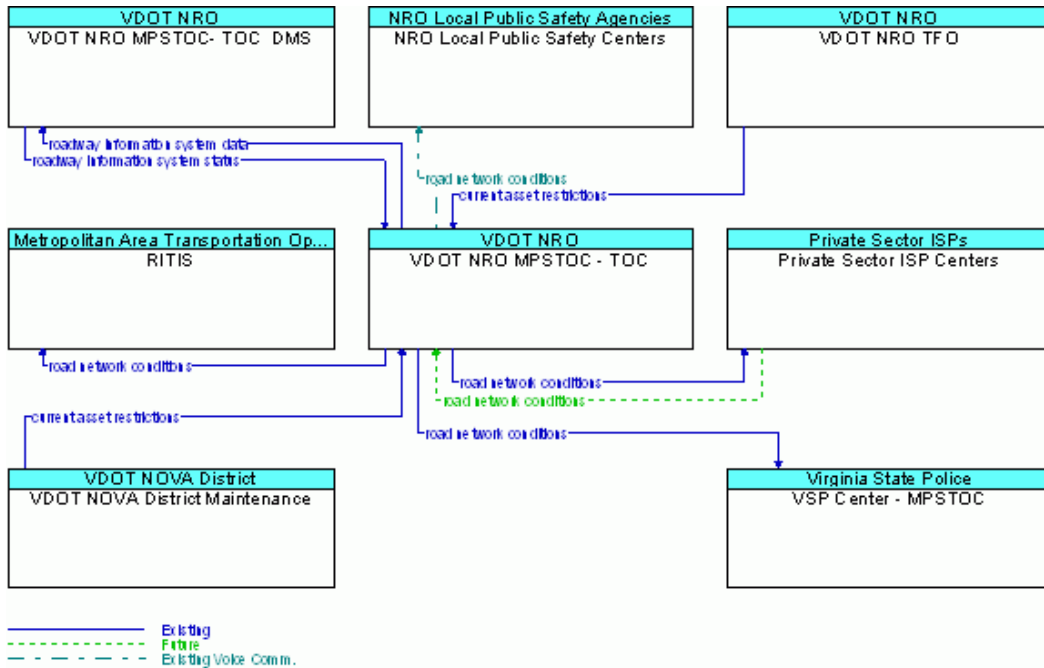 VDOT NRO
VDOT NRO MPSTOC- TOC DMS
NRO Local Public Safety Agencies
NRO Local Public Safety Centers
VDOT NRO
VDOT NRO TFO
roadway information system data
roadway information system status
road network conditions
current asset restrictions
Metropolitan Area Transportation Op...
RITIS
VDOT NRO
VDOT NRO MPSTOC - TOC
Private Sector ISPs
Private Sector ISP Centers
road network conditions
road network conditions
road network conditions
current asset restrictions
road network conditions
VDOT NOVA District
VDOT NOVA District Maintenance
Virginia State Police
VSP Center - MPSTOC
Existing
Future
Existing Voice Comm.